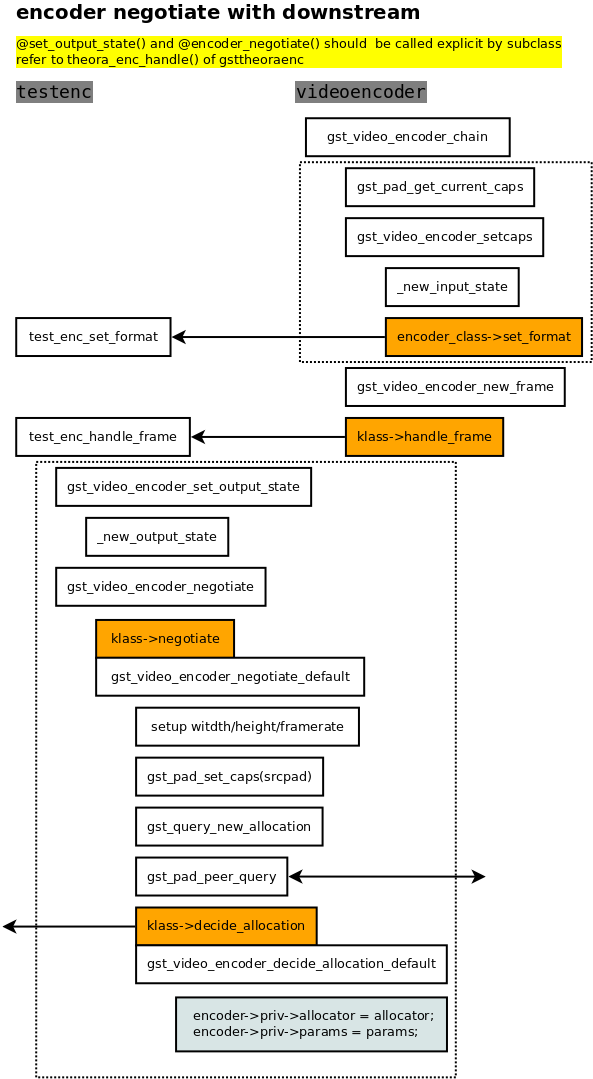 encoder negotiate with downstream
@set_output_state() and @encoder_negotiate() should  be called explicit by subclass
refer to theora_enc_handle() of gsttheoraenc
testenc
videoencoder
gst_video_encoder_chain
gst_pad_get_current_caps
gst_video_encoder_setcaps
_new_input_state
test_enc_set_format
encoder_class->set_format
gst_video_encoder_new_frame
test_enc_handle_frame
klass->handle_frame
gst_video_encoder_set_output_state
_new_output_state
gst_video_encoder_negotiate
klass->negotiate
gst_video_encoder_negotiate_default
setup witdth/height/framerate
gst_pad_set_caps(srcpad)
gst_query_new_allocation
gst_pad_peer_query
klass->decide_allocation
gst_video_encoder_decide_allocation_default
encoder->priv->allocator = allocator;
encoder->priv->params = params;